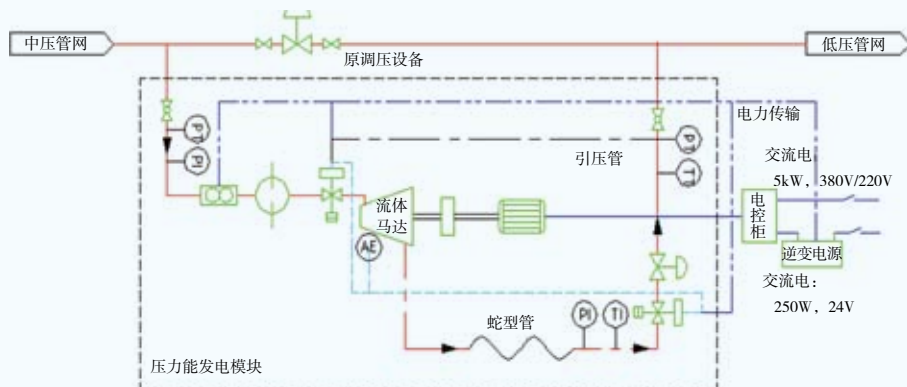 中压管网
低压管网
原调压设备
电力传输
PT
PI
引压管
PT
TT
交流电:
5kW，380V/220V
流体
马达
电
控
柜
逆变电源
AE
交流电：
250W，24V
蛇型管
PI
TI
压力能发电模块